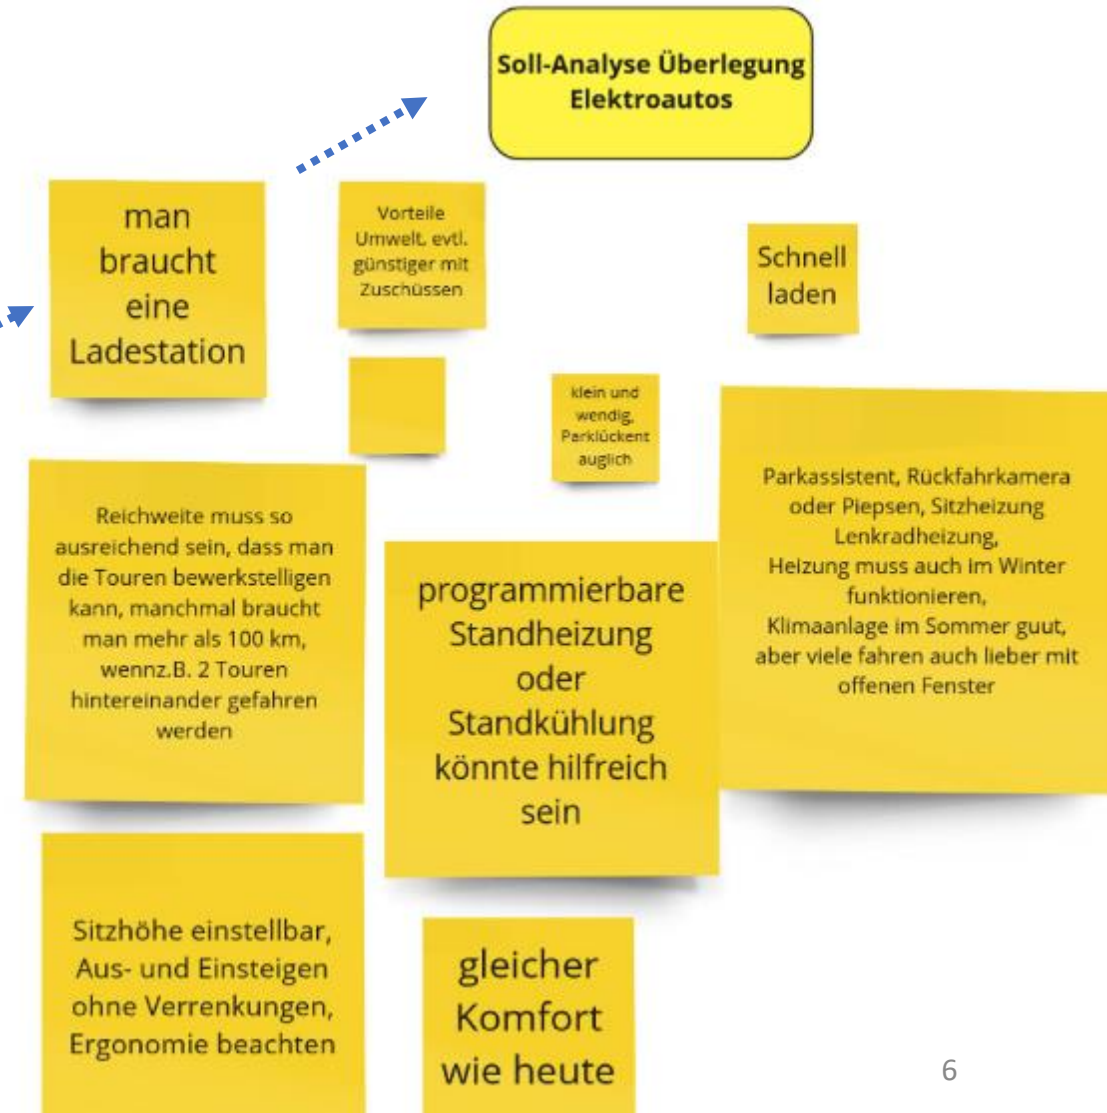 Soll-Analyse Überlegung
Elektroautos
man
braucht
eine
Ladestation
Vorteile
Umwelt, evtl.
günstiger mit
Zuschüssen
Schnell
laden
klein und
wendig,
Parklückent
auglich
Reichweite muss so
ausreichend sein, dass man
die Touren bewerkstelligen
kann, manchmal braucht
man mehr als 100 km,
wennz.B. 2 Touren
hintereinander gefahren
werden
programmierbare
Standheizung
oder
Standkühlung
könnte hilfreich
sein
Parkassistent, Rückfahrkamera
oder Piepsen, Sitzheizung
Lenkradheizung,
Heizung muss auch im Winter
funktionieren,
Klimaanlage im Sommer guut,
aber viele fahren auch lieber mit
offenen Fenster
Sitzhöhe einstellbar,
Aus- und Einsteigen
ohne Verrenkungen,
Ergonomie beachten
gleicher
Komfort
wie heute
6